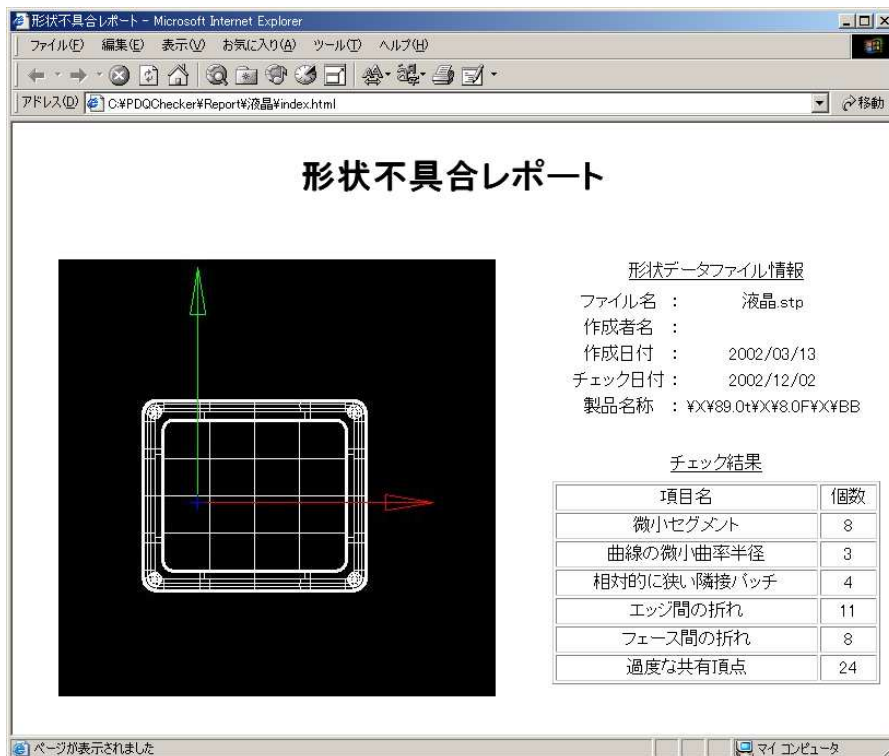 形状不具合レポート - Microsoft Internet Explorer
ファイル(F) 編集(E) 表示(V) お気に入り(A) ツール(T) ヘルプ(H)
アドレス(D) C:¥PDQChecker¥Report¥液晶¥index.html 移動
形状不具合レポート
形状データファイル情報
ファイル名 : 液晶.stp
作成者名 :
作成日付 : 2002/03/13
チェック日付 : 2002/12/02
製品名称 : ¥X¥89.0t¥X¥8.0F¥X¥BB
チェック結果
項目名 個数
微小セグメント 8
曲線の微小曲率半径 3
相対的に狭い隣接パッチ 4
エッジ間の折れ 11
フェース間の折れ 8
過度な共有頂点 24
ページが表示されました マイ コンピュータ